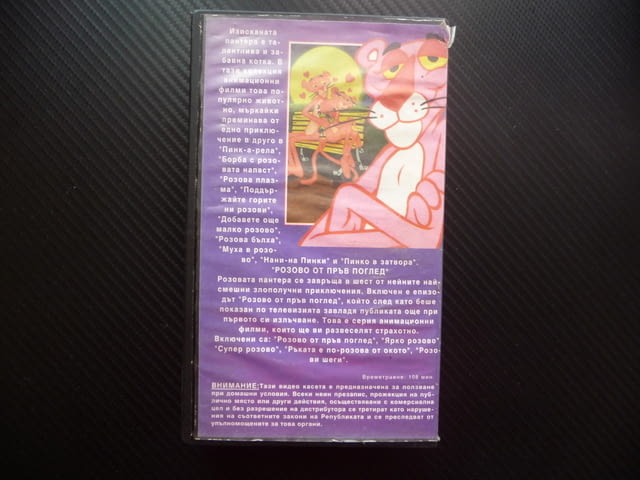 Изисканата
пантера е та-
лантлива и за-
бавна котка. В
тази колекция
анимационни
филми това по-
пулярно живот-
но, мъркайки
преминава от
едно приклю-
чение в друго в
"Пинк-а-рела",
"Борба с розо-
вата напаст",
"Розова плаз-
ма", "Поддър-
жайте горите
ни розови",
"Добавете още
малко розово",
"Розова бълха",
"Муха в розо-
во", "Нани-на Пинки" и "Пинко в затвора".
"РОЗОВО ОТ ПРЪВ ПОГЛЕД"
Розовата пантера се завръща в шест от нейните най-
смешни злополучни приключения. Включен е епизо-
дът "Розово от пръв поглед", който след като беше
показан по телевизията завладя публиката още при
първото си излъчване. Това е серия анимационни
филми, които ще ви развеселят страхотно.
Включени са: "Розово от пръв поглед", "Ярко розово"
"Супер розово", "Ръката е по-розова от окото", "Розо-
ви шеги".
Времетраене: 108 мин.
ВНИМАНИЕ:Тази видео касета е предназначена за ползване
при домашни условия. Всеки неин презапис, прожекция на пуб-
лично място или други действия, осъществяване с комерсиална
цел и без разрешение на дистрибутора се третират като наруше-
ния на съответните закони на Републиката и се преследват от
упълномощените за това органи.